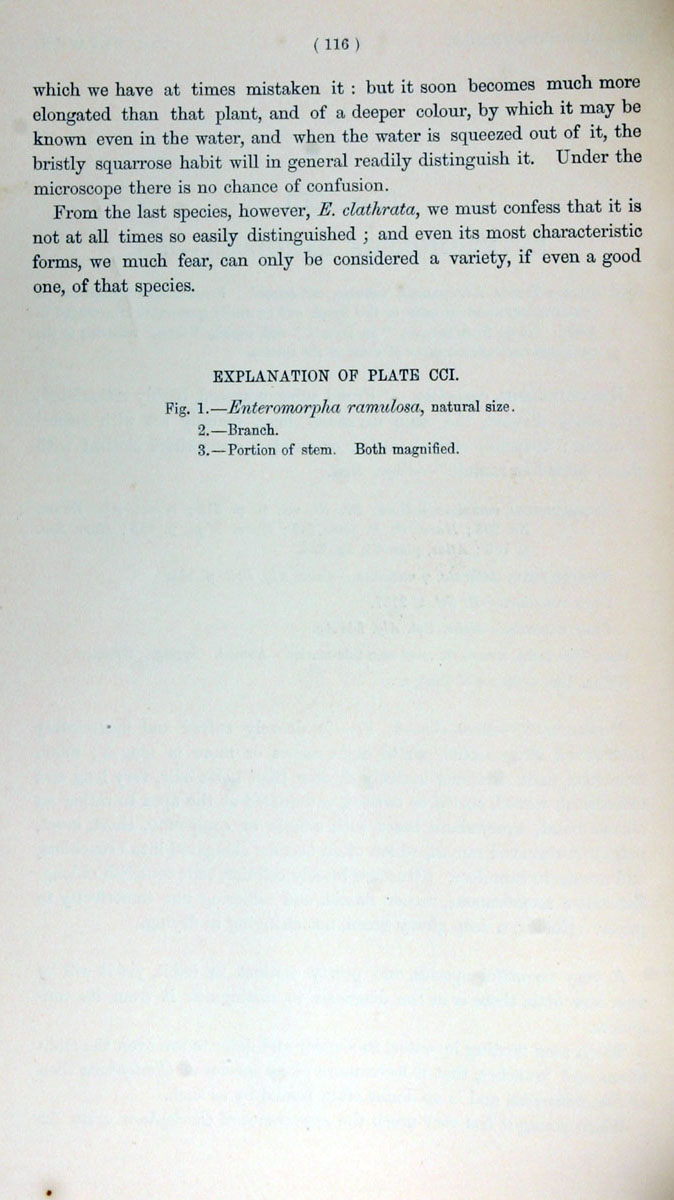 ( 116 )
which we have at times mistaken it : but it soon becomes much more
elongated than that plant, and of a deeper colour, by which it may be
known even in the water, and when the water is squeezed out of it, the
bristly squarrose habit will in general readily distinguish it. Under the
microscope there is no chance of confusion.
From the last species, however, E. clathrata, we must confess that it is
not at all times so easily distinguished ; and even its most characteristic
forms, we much fear, can only be considered a variety, if even a good
one, of that species.
EXPLANATION OF PLATE CCI.
Fig. 1.—Enteromorpha ramulosa, natural size.
2.—Branch.
3.—Portion of stem. Both magnified.